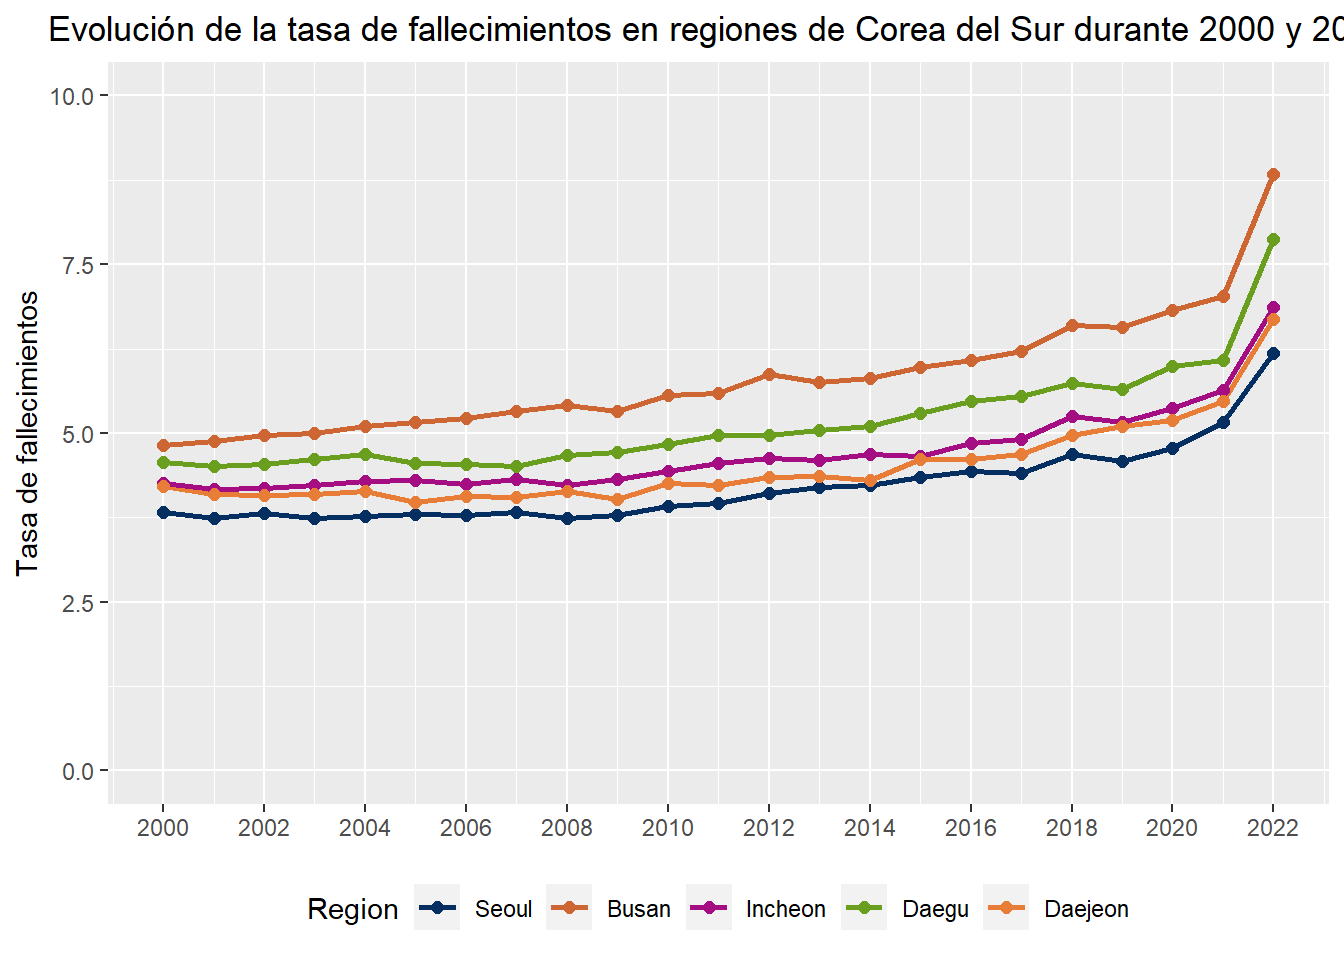 Evolución de la tasa de fallecimientos en regiones de Corea del Sur durante 2000 y 20
10.0
7.5
5.0
2.5
0.0
Tasa de fallecimientos
2000 2002 2004 2006 2008 2010 2012 2014 2016 2018 2020 2022
Region Seoul Busan Incheon Daegu Daejeon